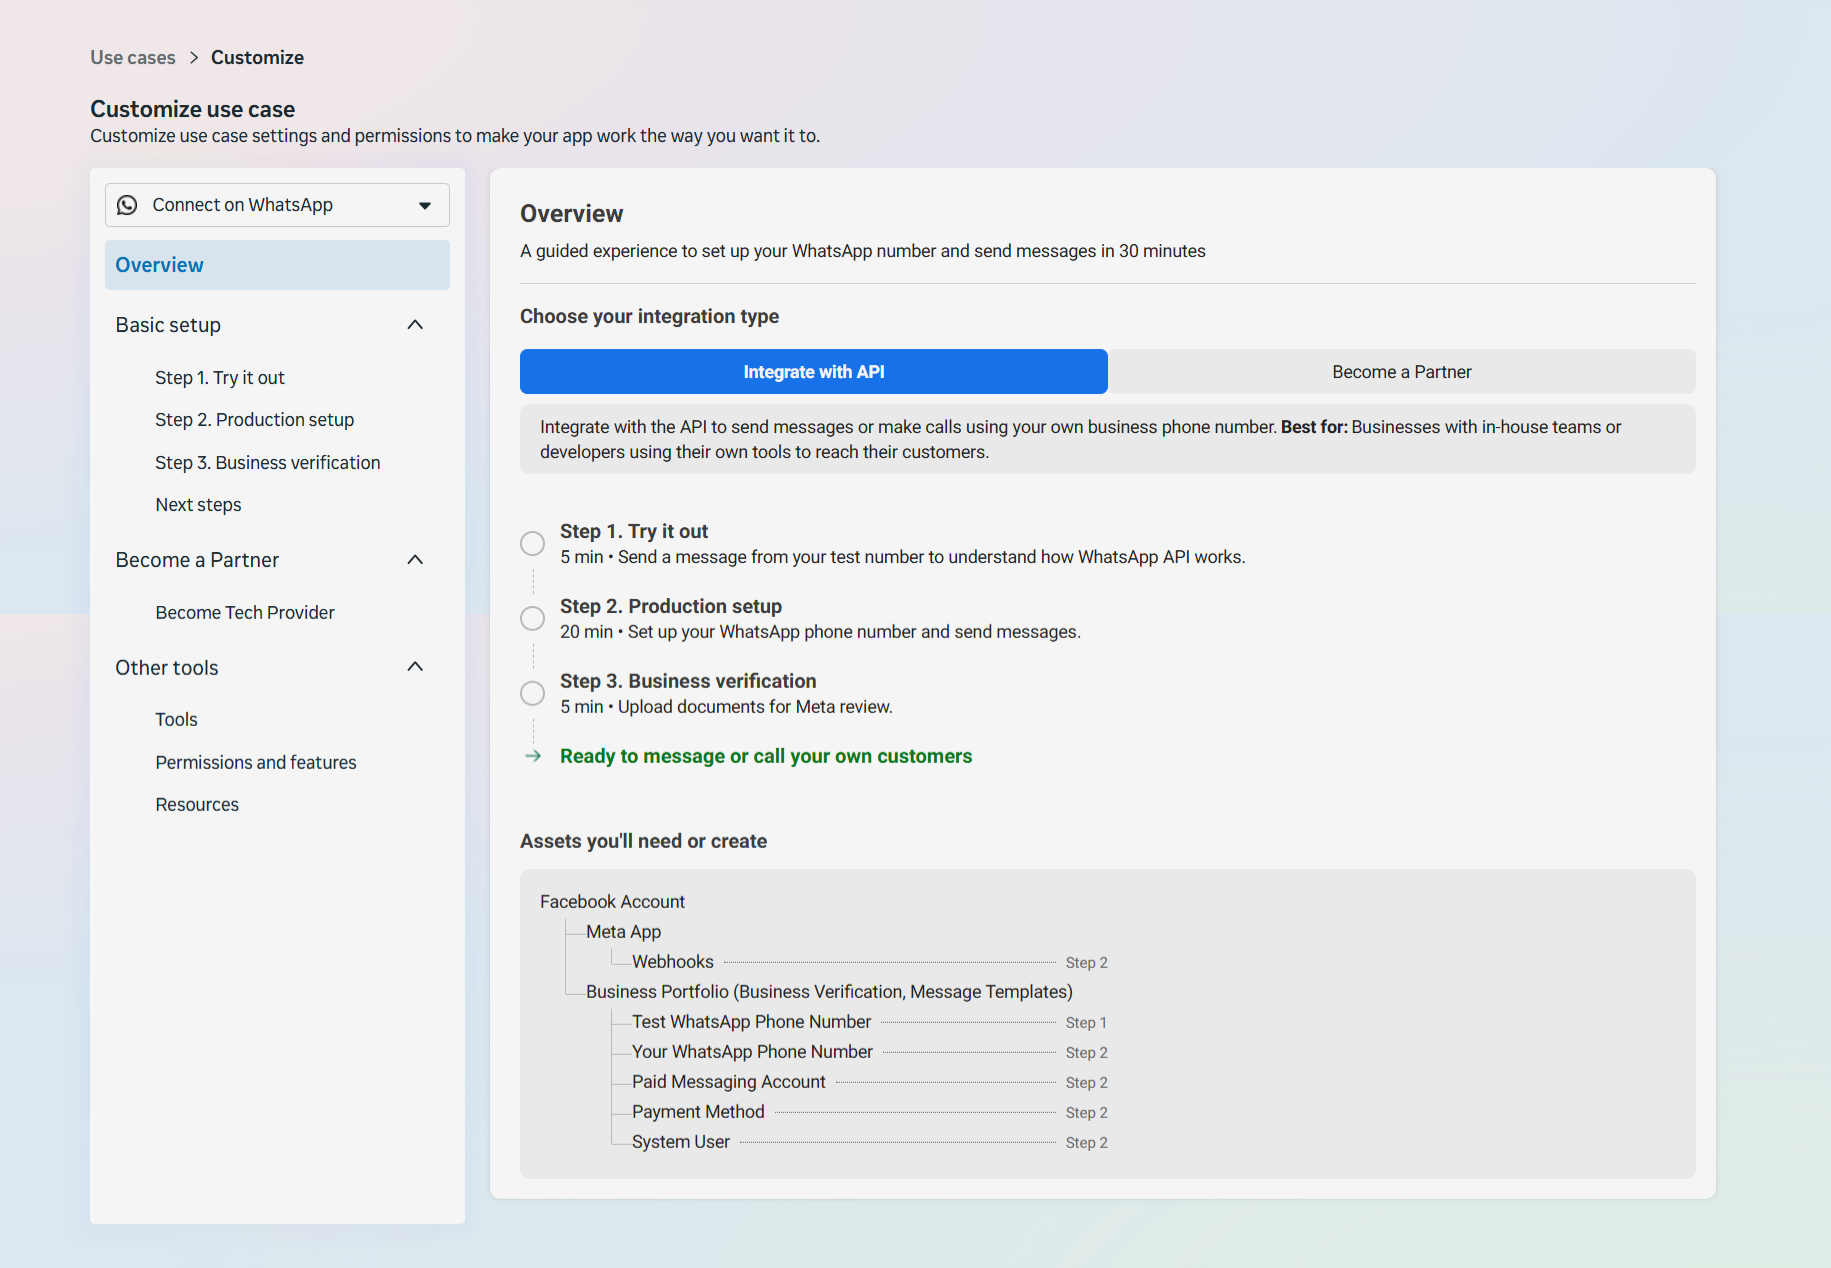 Use cases > Customize
Customize use case
Customize use case settings and permissions to make your app work the way you want it to.
Connect on WhatsApp
Overview
Basic setup
Step 1. Try it out
Step 2. Production setup
Step 3. Business verification
Next steps
Become a Partner
Become Tech Provider
Other tools
Tools
Permissions and features
Resources
Overview
A guided experience to set up your WhatsApp number and send messages in 30 minutes
Choose your integration type
Integrate with API
Become a Partner
Integrate with the API to send messages or make calls using your own business phone number. Best for: Businesses with in-house teams or
developers using their own tools to reach their customers.
Step 1. Try it out
5 min • Send a message from your test number to understand how WhatsApp API works.
Step 2. Production setup
20 min • Set up your WhatsApp phone number and send messages.
Step 3. Business verification
5 min • Upload documents for Meta review.
Ready to message or call your own customers
Assets you'll need or create
Facebook Account
Meta App
Webhooks Step 2
Business Portfolio (Business Verification, Message Templates)
Test WhatsApp Phone Number Step 1
Your WhatsApp Phone Number Step 2
Paid Messaging Account Step 2
Payment Method Step 2
System User Step 2